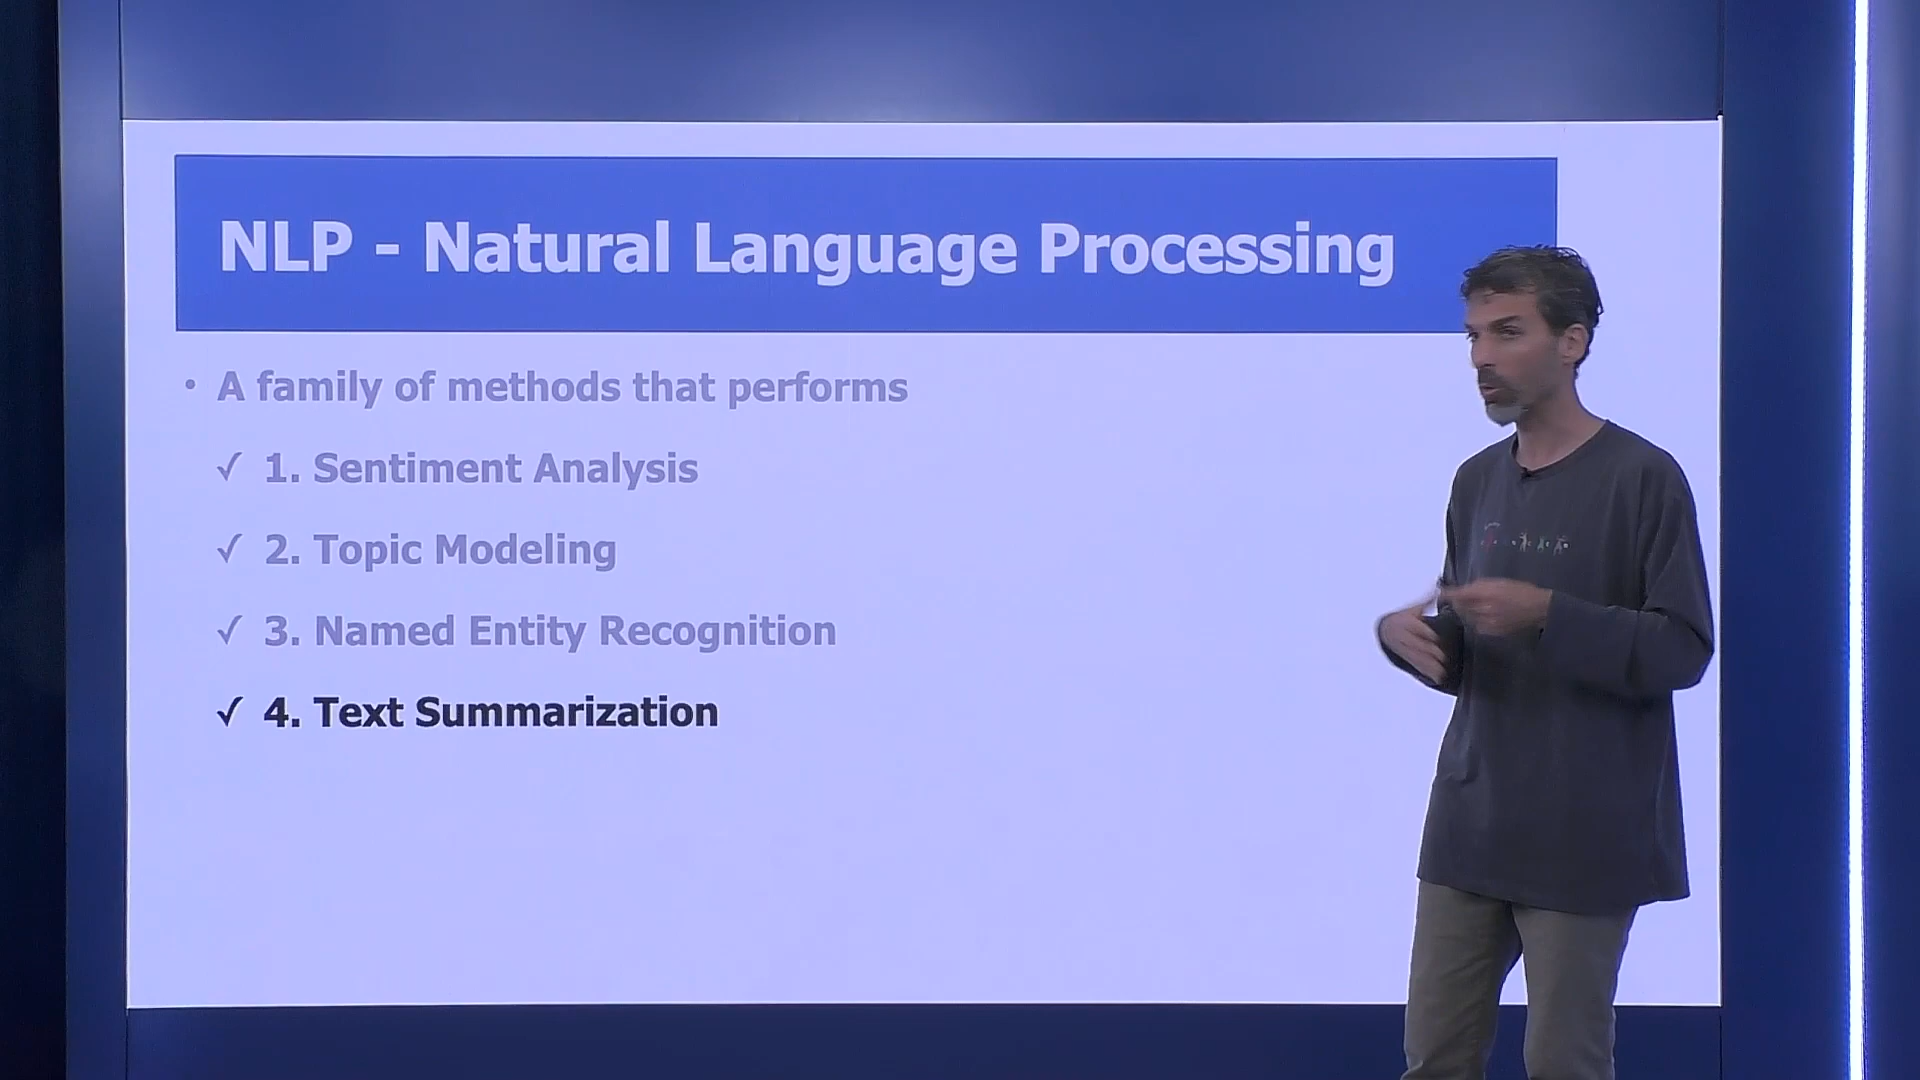 NLP - Natural Language Processing
• A family of methods that performs
✓ 1. Sentiment Analysis
✓ 2. Topic Modeling
✓ 3. Named Entity Recognition
✓ 4. Text Summarization